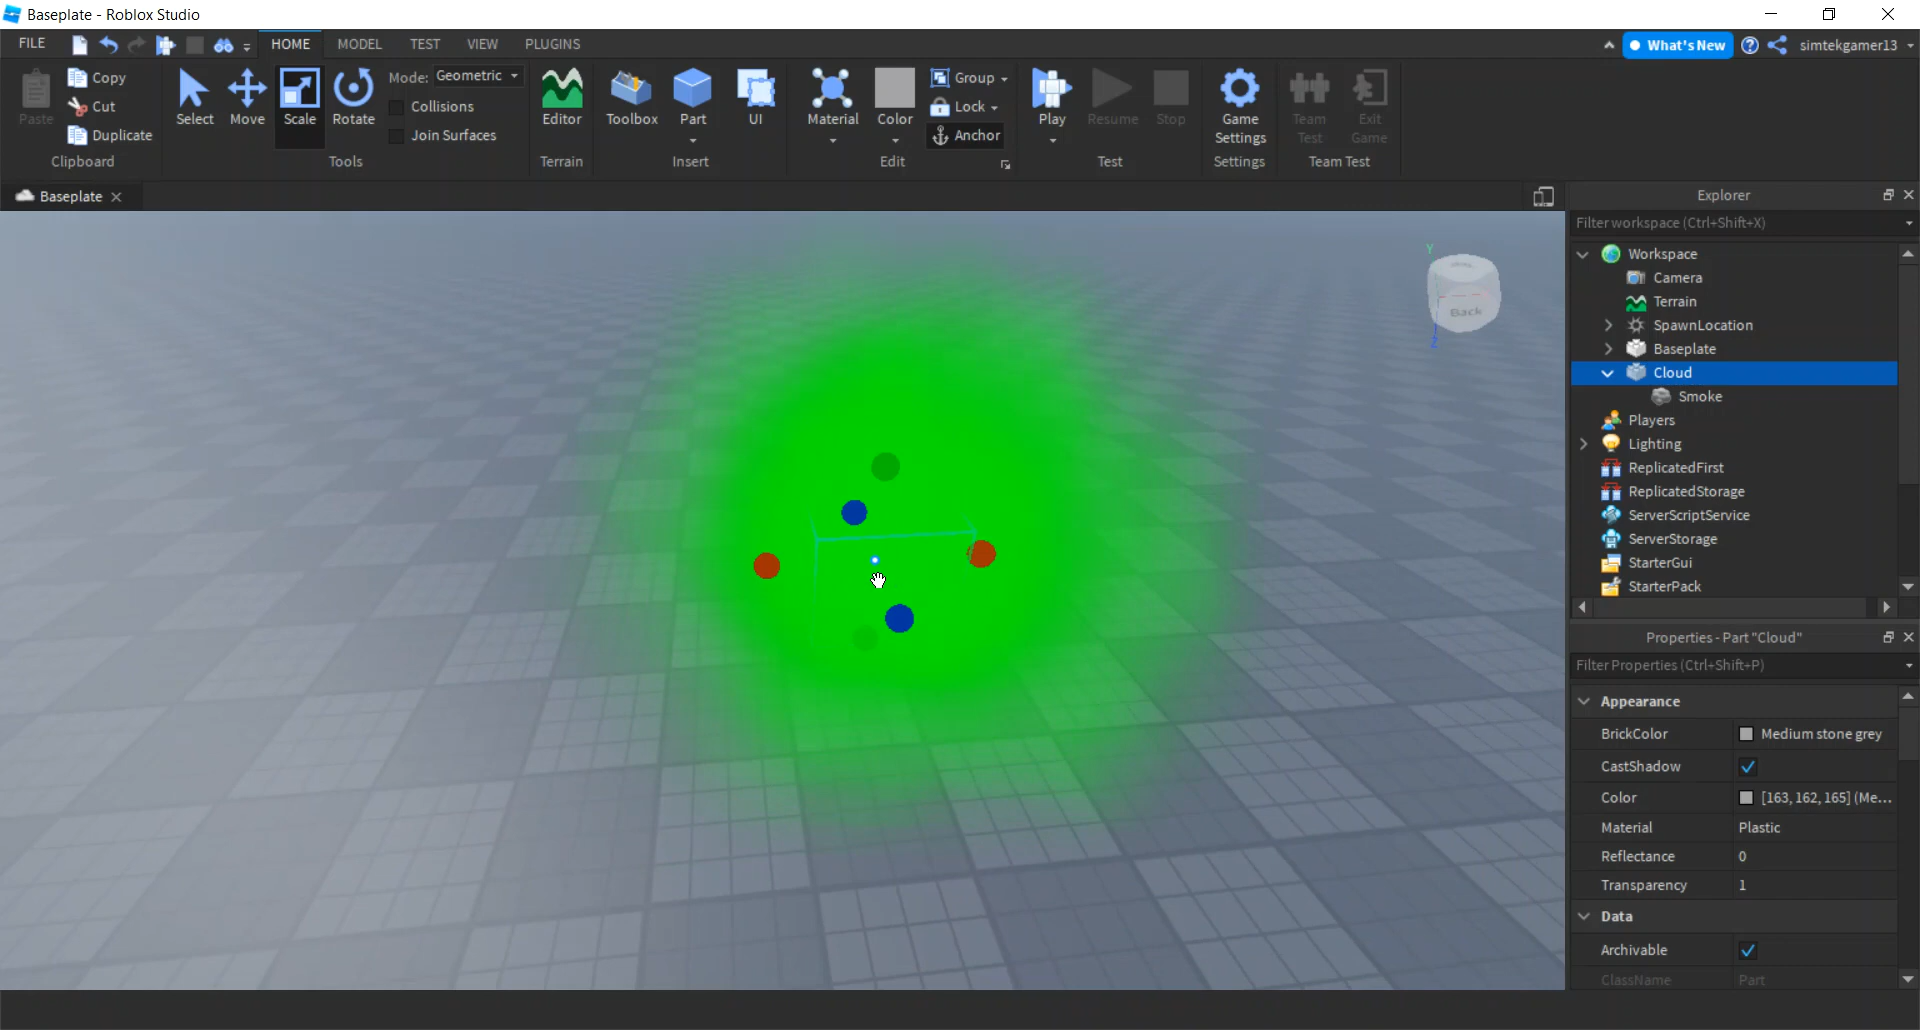 Baseplate - Roblox Studio
FILE HOME MODEL TEST VIEW PLUGINS What's New simtekgamer13
Paste Copy Cut Duplicate Clipboard
Select Move Scale Rotate Mode: Geometric Collisions Join Surfaces Tools
Editor Terrain
Toolbox Part UI Insert
Material Color Group Lock Anchor Edit
Play Resume Stop Test
Game Settings Settings
Team Test Exit Game Team Test
Baseplate
Y
Back
Z
Explorer
Filter workspace (Ctrl+Shift+X)
Workspace
Camera
Terrain
SpawnLocation
Baseplate
Cloud
Smoke
Players
Lighting
ReplicatedFirst
ReplicatedStorage
ServerScriptService
ServerStorage
StarterGui
StarterPack
Properties - Part "Cloud"
Filter Properties (Ctrl+Shift+P)
Appearance
BrickColor Medium stone grey
CastShadow
Color [163, 162, 165] (Me...
Material Plastic
Reflectance 0
Transparency 1
Data
Archivable
ClassName Part